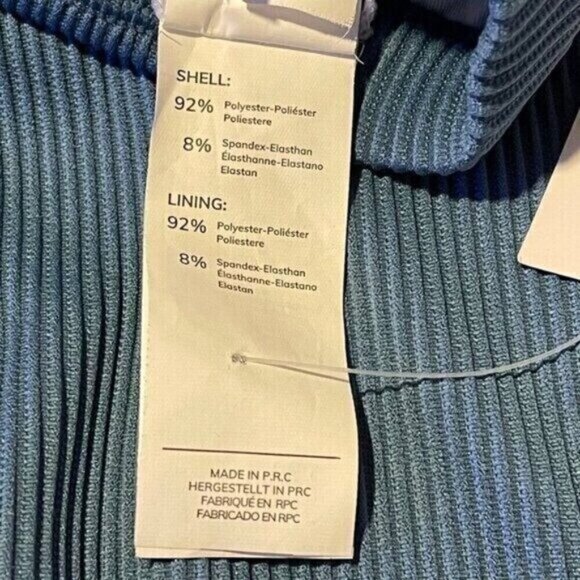 SHELL:
92% Polyester-Poliéster
Poliestere
8% Spandex-Elasthan
Élasthanne-Elastano
Elastan
LINING:
92% Polyester-Poliéster
Poliestere
8% Spandex-Elasthan
Élasthanne-Elastano
Elastan
MADE IN P.R.C
HERGESTELLT IN PRC
FABRIQUÉ EN RPC
FABRICADO EN RPC